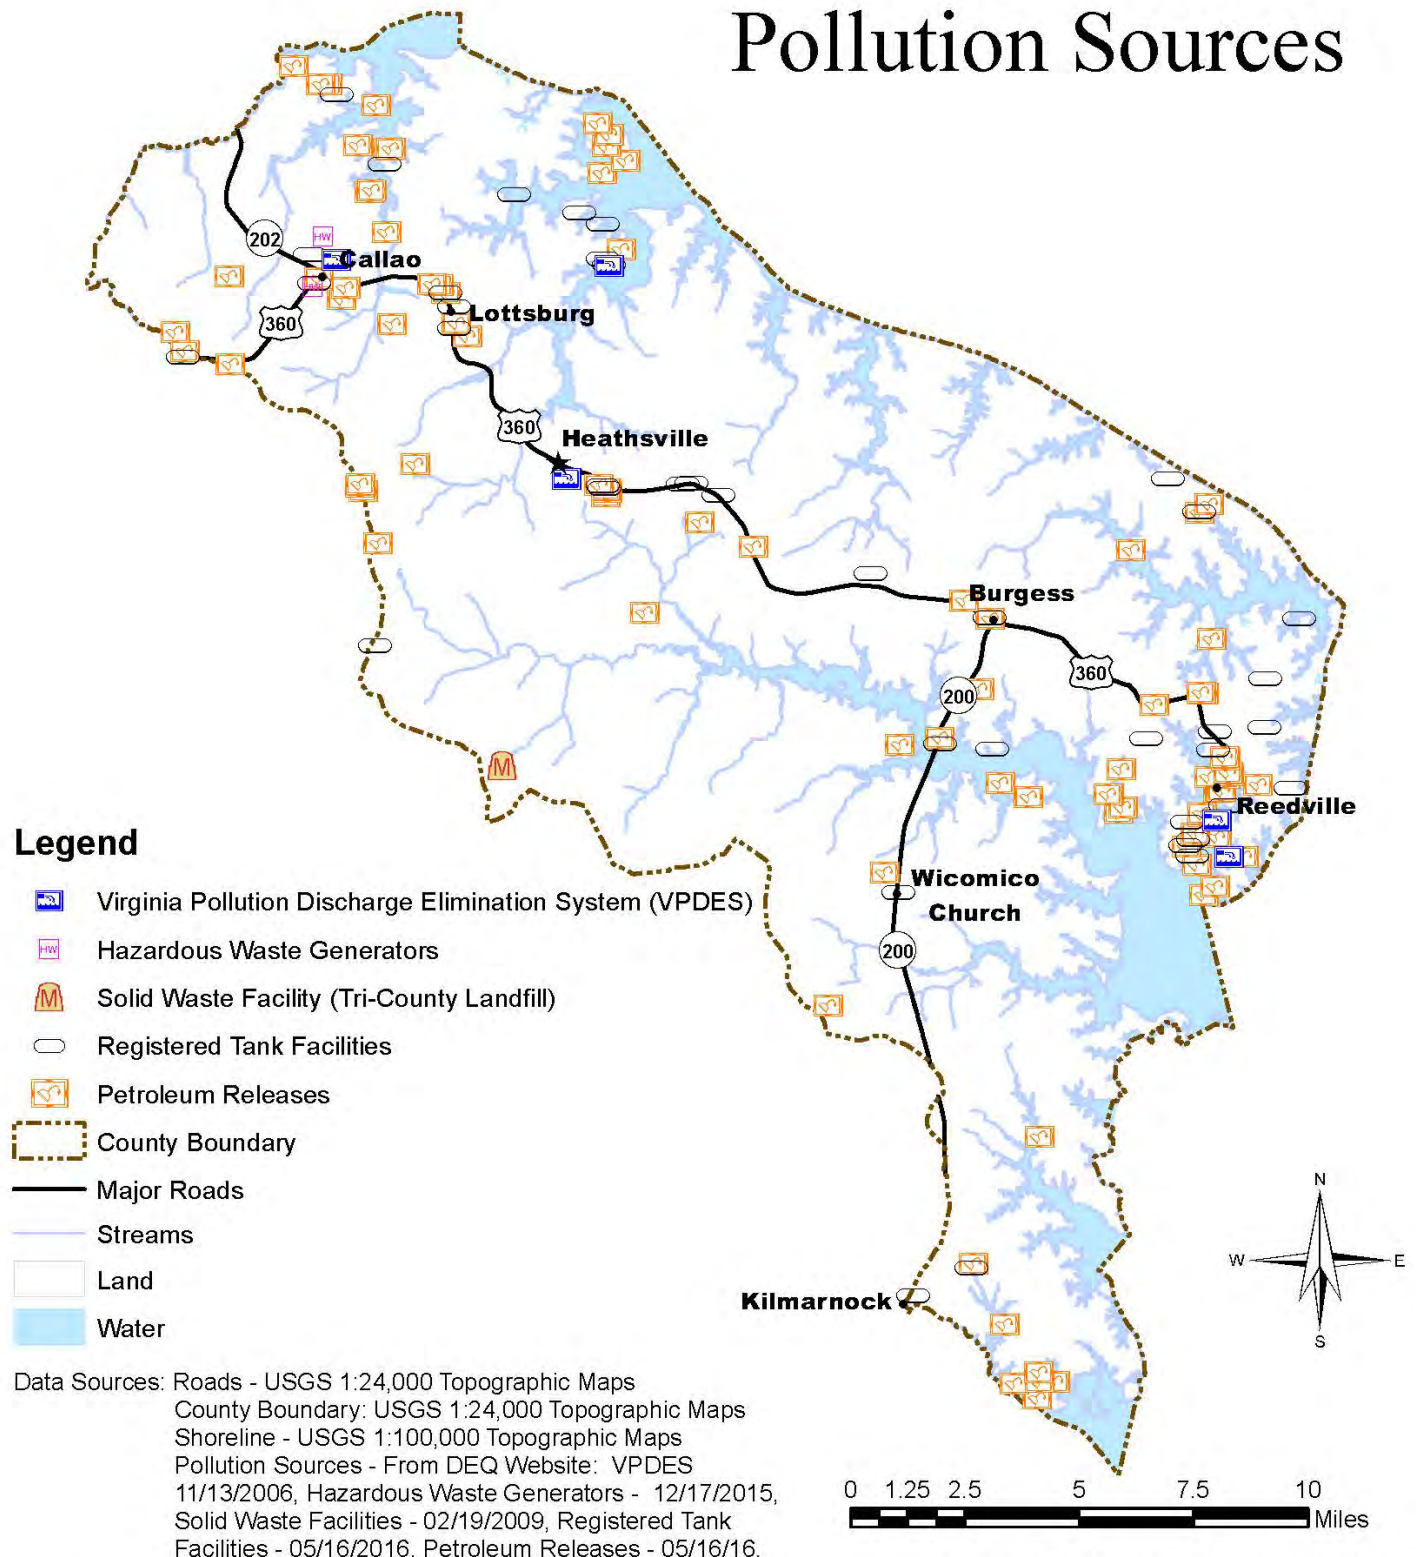 Pollution Sources
HW
202
Callao
HW
360
Lottsburg
360
Heathsville
Burgess
360
200
M
Reedville
Wicomico
Church
200
Kilmarnock
Legend
Virginia Pollution Discharge Elimination System (VPDES)
HW Hazardous Waste Generators
M Solid Waste Facility (Tri-County Landfill)
Registered Tank Facilities
Petroleum Releases
County Boundary
Major Roads
Streams
Land
Water
N
W E
S
Data Sources: Roads - USGS 1:24,000 Topographic Maps
County Boundary: USGS 1:24,000 Topographic Maps
Shoreline - USGS 1:100,000 Topographic Maps
Pollution Sources - From DEQ Website: VPDES
11/13/2006, Hazardous Waste Generators - 12/17/2015,
Solid Waste Facilities - 02/19/2009, Registered Tank
Facilities - 05/16/2016, Petroleum Releases - 05/16/16.
0 1.25 2.5 5 7.5 10
Miles